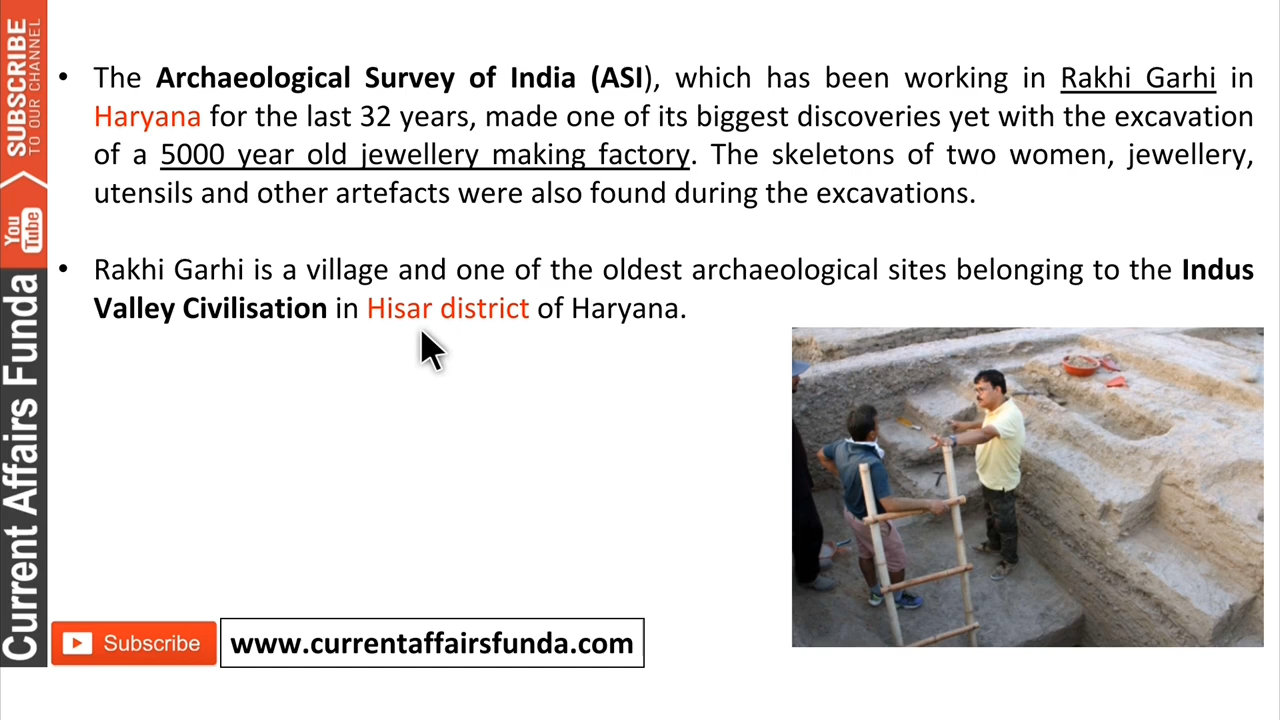 SUBSCRIBE
TO OUR CHANNEL
You
Tube
Current Affairs Funda
• The Archaeological Survey of India (ASI), which has been working in Rakhi Garhi in
Haryana for the last 32 years, made one of its biggest discoveries yet with the excavation
of a 5000 year old jewellery making factory. The skeletons of two women, jewellery,
utensils and other artefacts were also found during the excavations.
• Rakhi Garhi is a village and one of the oldest archaeological sites belonging to the Indus
Valley Civilisation in Hisar district of Haryana.
Subscribe
www.currentaffairsfunda.com